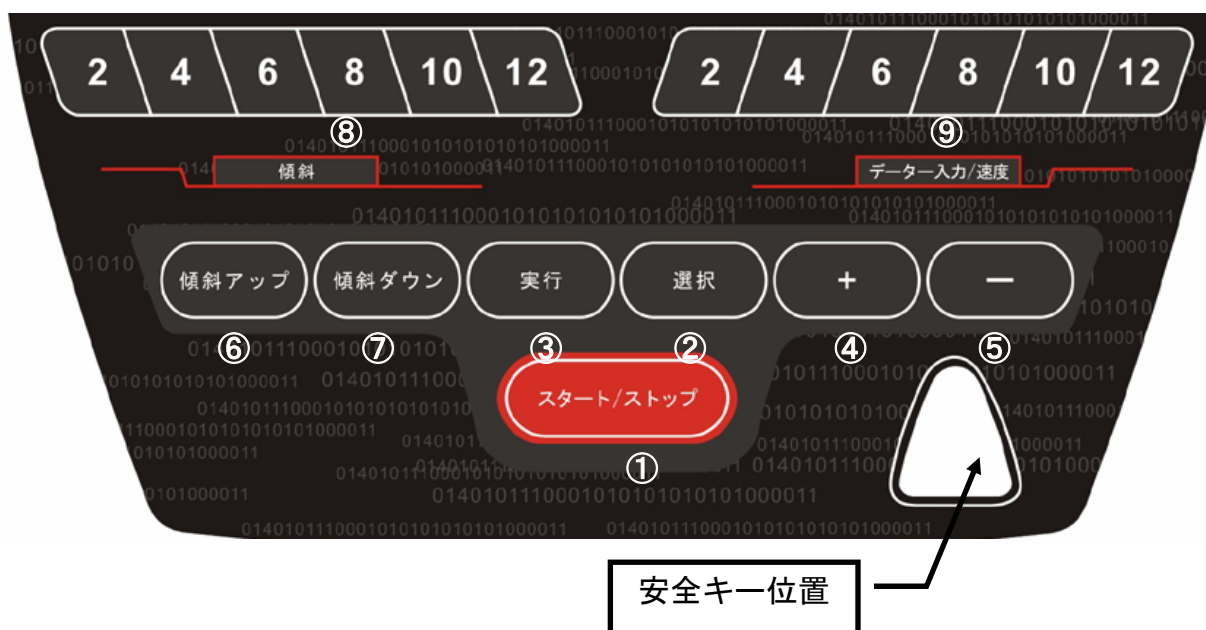 2 4 6 8 10 12
2 4 6 8 10 12
⑧
⑨
傾斜
データー入力/速度
傾斜アップ
傾斜ダウン
実行
選択
+
−
⑥
⑦
③
②
④
⑤
スタート/ストップ
①
安全キー位置